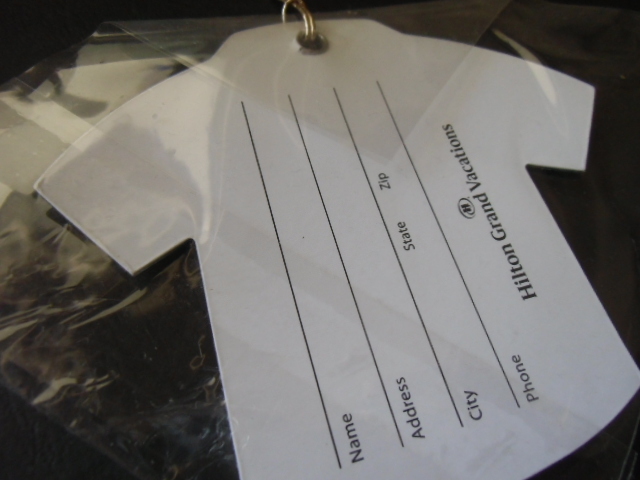 Name
Address
City State Zip
Phone
Hilton Grand Vacations